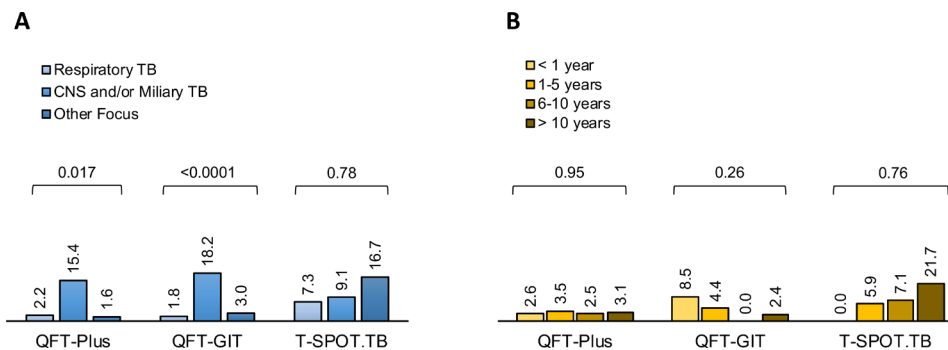 A
Respiratory TB
CNS and/or Miliary TB
Other Focus
0.017
<0.0001
0.78
2.2
15.4
1.6
1.8
18.2
3.0
7.3
9.1
16.7
QFT-Plus
QFT-GIT
T-SPOT.TB
B
< 1 year
1-5 years
6-10 years
> 10 years
0.95
0.26
0.76
2.6
3.5
2.5
3.1
8.5
4.4
0.0
2.4
0.0
5.9
7.1
21.7
QFT-Plus
QFT-GIT
T-SPOT.TB